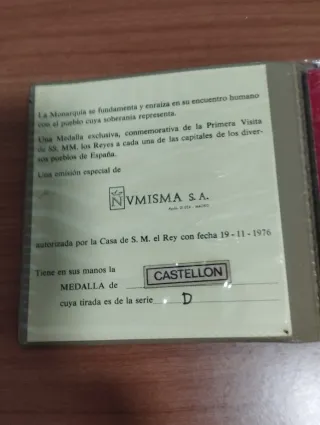 La Monarquía se fundamenta y enraíza en su encuentro humano
con el pueblo cuya soberanía representa.
Una Medalla exclusiva, conmemorativa de la Primera Visita
de SS. MM. los Reyes a cada una de las capitales de los diver-
sos pueblos de España.
Una emisión especial de
NVMISMA S.A.
autorizada por la Casa de S. M. el Rey con fecha 19-11-1976
Tiene en sus manos la
MEDALLA de CASTELLON
cuya tirada es de la serie D